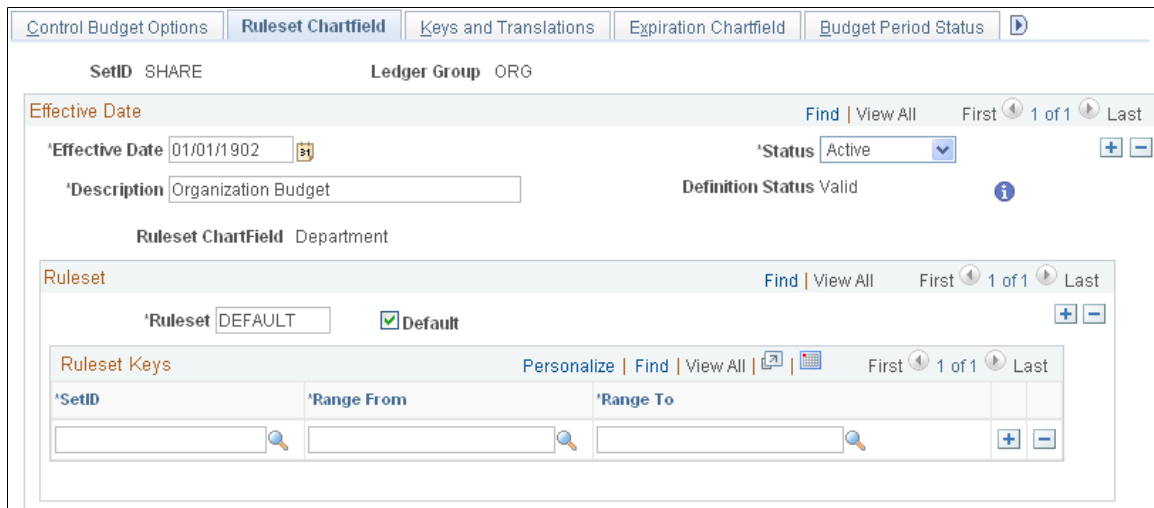 Control Budget Options Ruleset Chartfield Keys and Translations Expiration Chartfield Budget Period Status
SetID SHARE Ledger Group ORG
Effective Date Find | View All First 1 of 1 Last
*Effective Date 01/01/1902 31 *Status Active
*Description Organization Budget Definition Status Valid
Ruleset ChartField Department
Ruleset Find | View All First 1 of 1 Last
*Ruleset DEFAULT Default
Ruleset Keys Personalize | Find | View All | | First 1 of 1 Last
*SetID *Range From *Range To